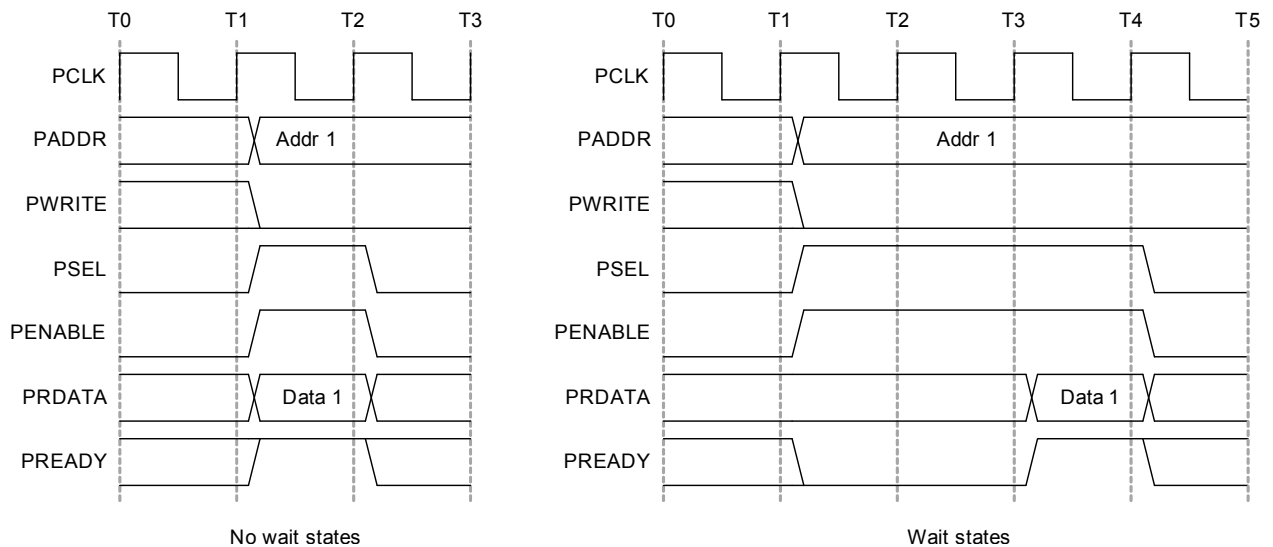 T0 T1 T2 T3
PCLK
PADDR Addr 1
PWRITE
PSEL
PENABLE
PRDATA Data 1
PREADY
No wait states
T0 T1 T2 T3 T4 T5
PCLK
PADDR Addr 1
PWRITE
PSEL
PENABLE
PRDATA Data 1
PREADY
Wait states